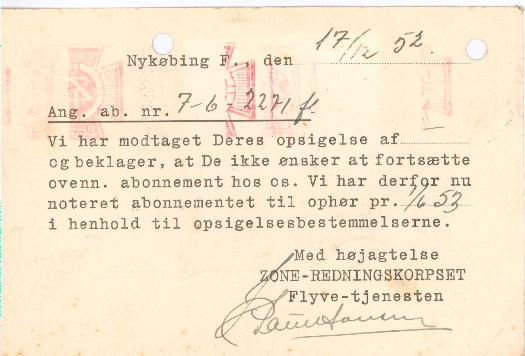 Nykøbing F., den 17/12 52.
Ang. ab. nr. 7-6-2271 fl
Vi har modtaget Deres opsigelse af
og beklager, at De ikke ønsker at fortsætte
ovenn. abonnement hos os. Vi har derfor nu
noteret abonnementet til ophør pr. 1/6 53
i henhold til opsigelsesbestemmelserne.
Med højagtelse
ZONE-REDNINGSKORPSET
Flyve-tjenesten